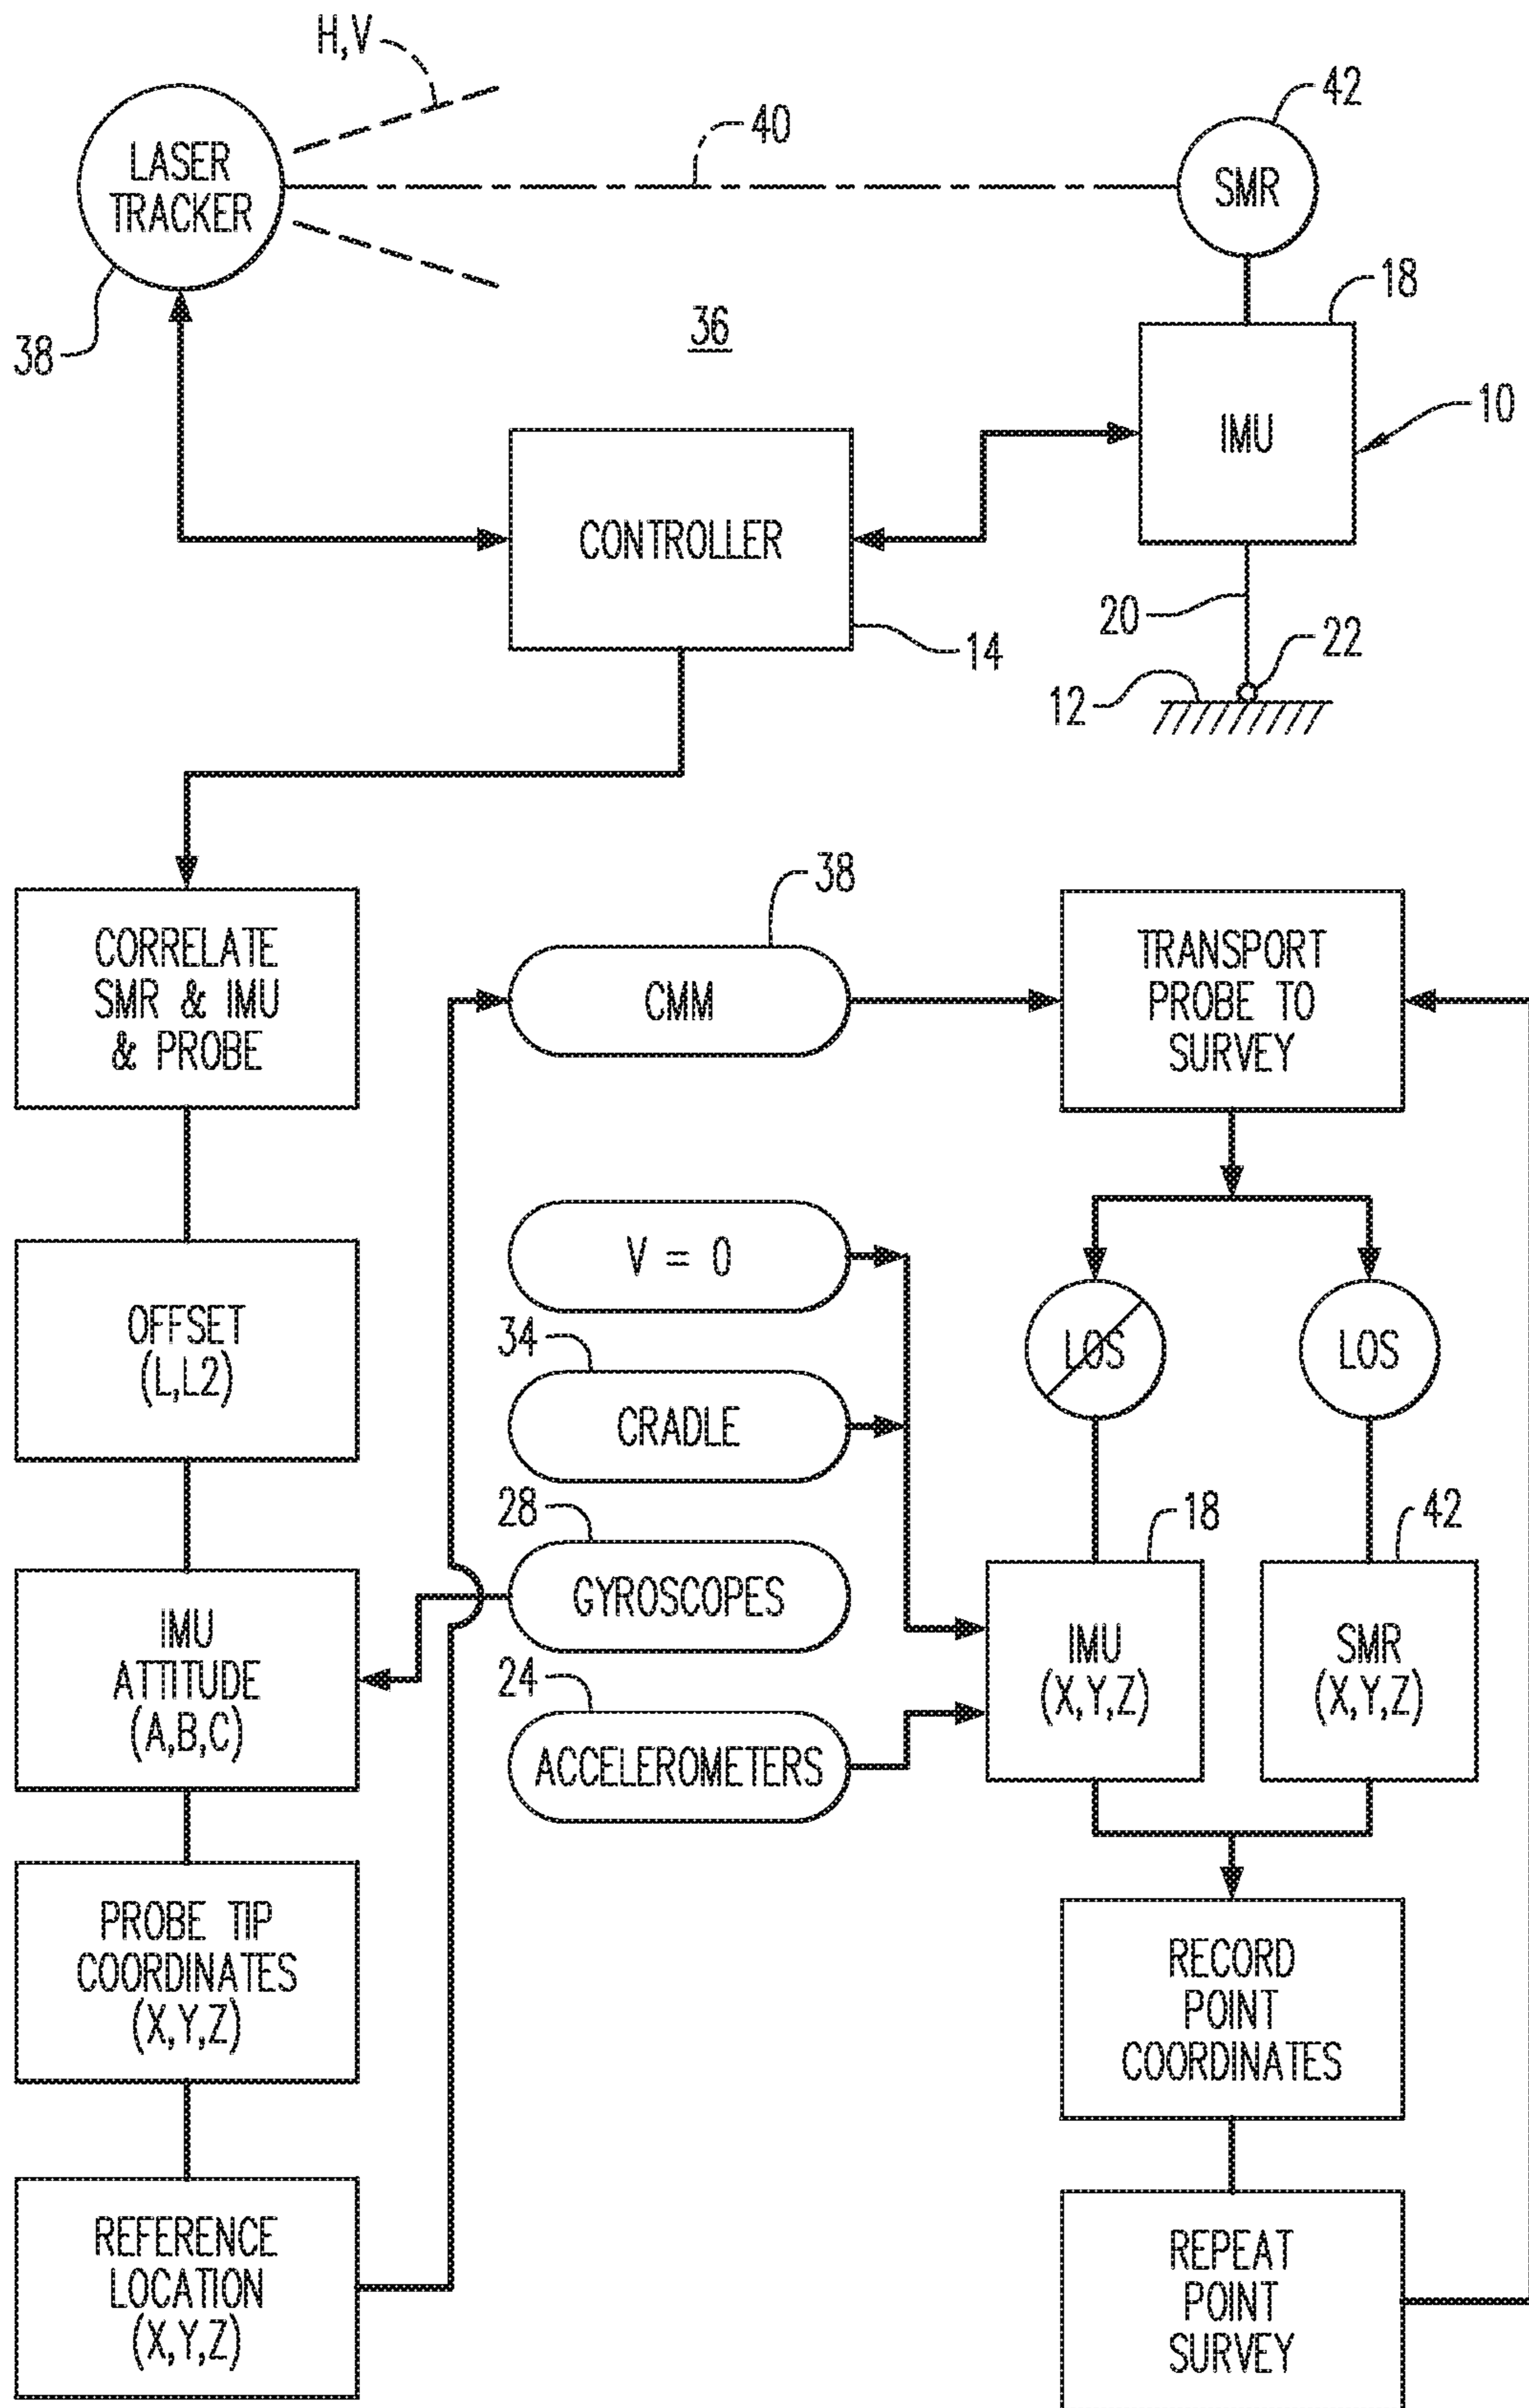 H,V
LASER
TRACKER
38
40
42
SMR
36
18
IMU
10
CONTROLLER
14
20
22
12
CORRELATE
SMR & IMU
& PROBE
OFFSET
(L,L2)
IMU
ATTITUDE
(A,B,C)
PROBE TIP
COORDINATES
(X,Y,Z)
REFERENCE
LOCATION
(X,Y,Z)
38
CMM
V = 0
34
CRADLE
28
GYROSCOPES
24
ACCELEROMETERS
TRANSPORT
PROBE TO
SURVEY
LOS
LOS
18
IMU
(X,Y,Z)
42
SMR
(X,Y,Z)
RECORD
POINT
COORDINATES
REPEAT
POINT
SURVEY